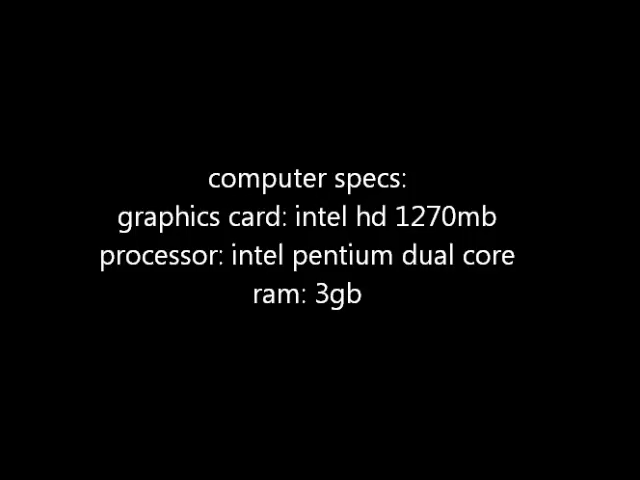 computer specs:
graphics card: intel hd 1270mb
processor: intel pentium dual core
ram: 3gb